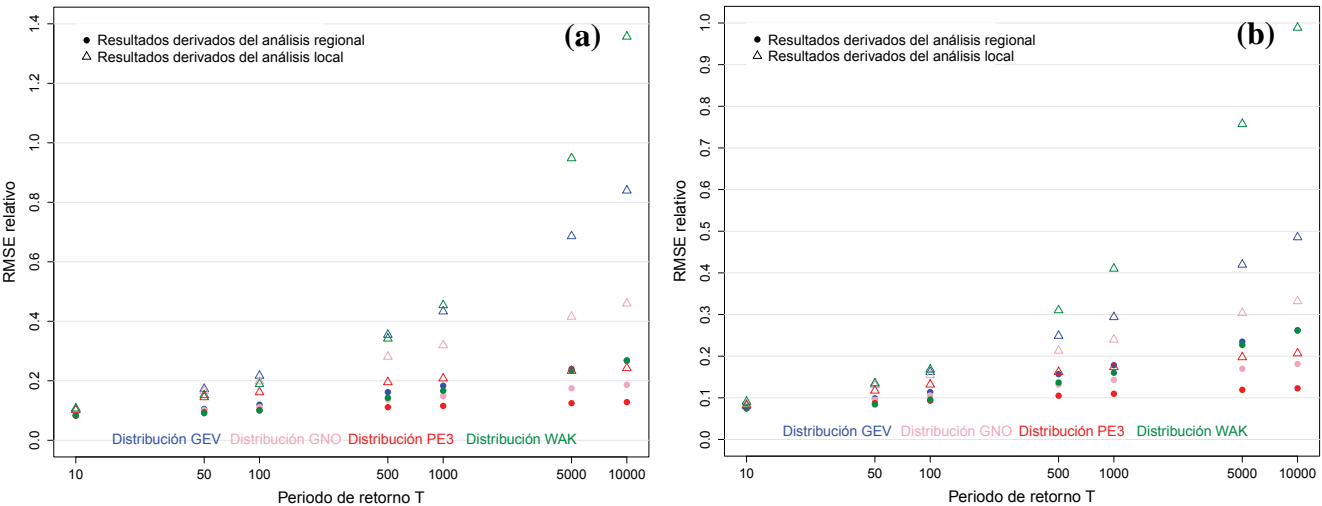 (a)
Resultados derivados del análisis regional
Resultados derivados del análisis local
RMSE relativo
1.4
1.2
1.0
0.8
0.6
0.4
0.2
0.0
Distribución GEV Distribución GNO Distribución PE3 Distribución WAK
10 50 100 500 1000 5000 10000
Periodo de retorno T
(b)
Resultados derivados del análisis regional
Resultados derivados del análisis local
RMSE relativo
1.0
0.9
0.8
0.7
0.6
0.5
0.4
0.3
0.2
0.1
0.0
Distribución GEV Distribución GNO Distribución PE3 Distribución WAK
10 50 100 500 1000 5000 10000
Periodo de retorno T